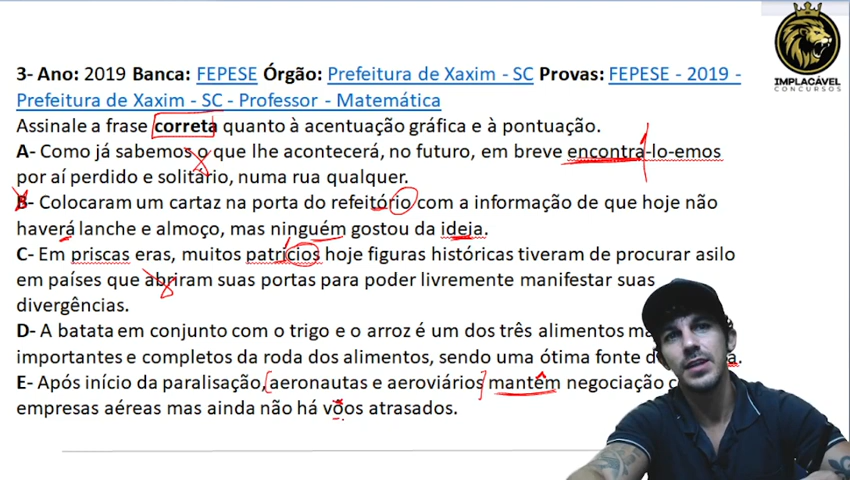 IMPLACÁVEL
CONCURSOS
3- Ano: 2019 Banca: FEPESE Órgão: Prefeitura de Xaxim - SC Provas: FEPESE - 2019 -
Prefeitura de Xaxim - SC - Professor - Matemática
Assinale a frase correta quanto à acentuação gráfica e à pontuação.
A- Como já sabemos o que lhe acontecerá, no futuro, em breve encontra-lo-emos
por aí perdido e solitário, numa rua qualquer.
B- Colocaram um cartaz na porta do refeitório com a informação de que hoje não
haverá lanche e almoço, mas ninguém gostou da ideja.
C- Em priscas eras, muitos patrícios hoje figuras históricas tiveram de procurar asilo
em países que abriram suas portas para poder livremente manifestar suas
divergências.
D- A batata em conjunto com o trigo e o arroz é um dos três alimentos
importantes e completos da roda dos alimentos, sendo uma ótima fonte
E- Após início da paralisação, aeronautas e aeroviários mantêm negociação
empresas aéreas mas ainda não há vôos atrasados.